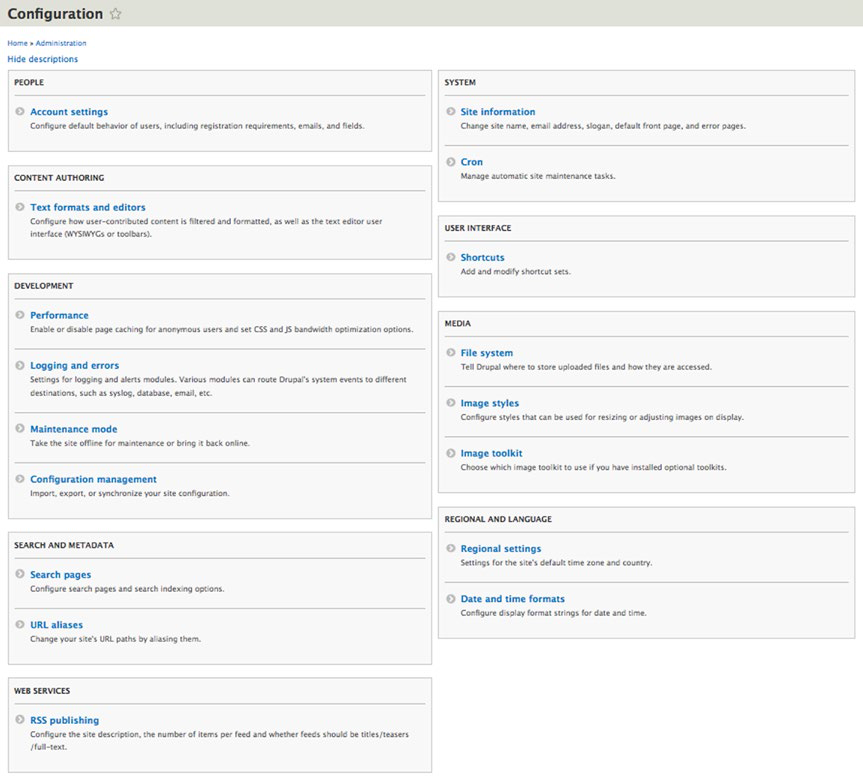 Configuration
Home » Administration
Hide descriptions
PEOPLE
Account settings
Configure default behavior of users, including registration requirements, emails, and fields.
CONTENT AUTHORING
Text formats and editors
Configure how user-contributed content is filtered and formatted, as well as the text editor user
interface (WYSIWYGs or toolbars).
DEVELOPMENT
Performance
Enable or disable page caching for anonymous users and set CSS and JS bandwidth optimization options.
Logging and errors
Settings for logging and alerts modules. Various modules can route Drupal's system events to different
destinations, such as syslog, database, email, etc.
Maintenance mode
Take the site offline for maintenance or bring it back online.
Configuration management
Import, export, or synchronize your site configuration.
SEARCH AND METADATA
Search pages
Configure search pages and search indexing options.
URL aliases
Change your site's URL paths by aliasing them.
WEB SERVICES
RSS publishing
Configure the site description, the number of items per feed and whether feeds should be titles/teasers
/full-text.
SYSTEM
Site information
Change site name, email address, slogan, default front page, and error pages.
Cron
Manage automatic site maintenance tasks.
USER INTERFACE
Shortcuts
Add and modify shortcut sets.
MEDIA
File system
Tell Drupal where to store uploaded files and how they are accessed.
Image styles
Configure styles that can be used for resizing or adjusting images on display.
Image toolkit
Choose which image toolkit to use if you have installed optional toolkits.
REGIONAL AND LANGUAGE
Regional settings
Settings for the site's default time zone and country.
Date and time formats
Configure display format strings for date and time.